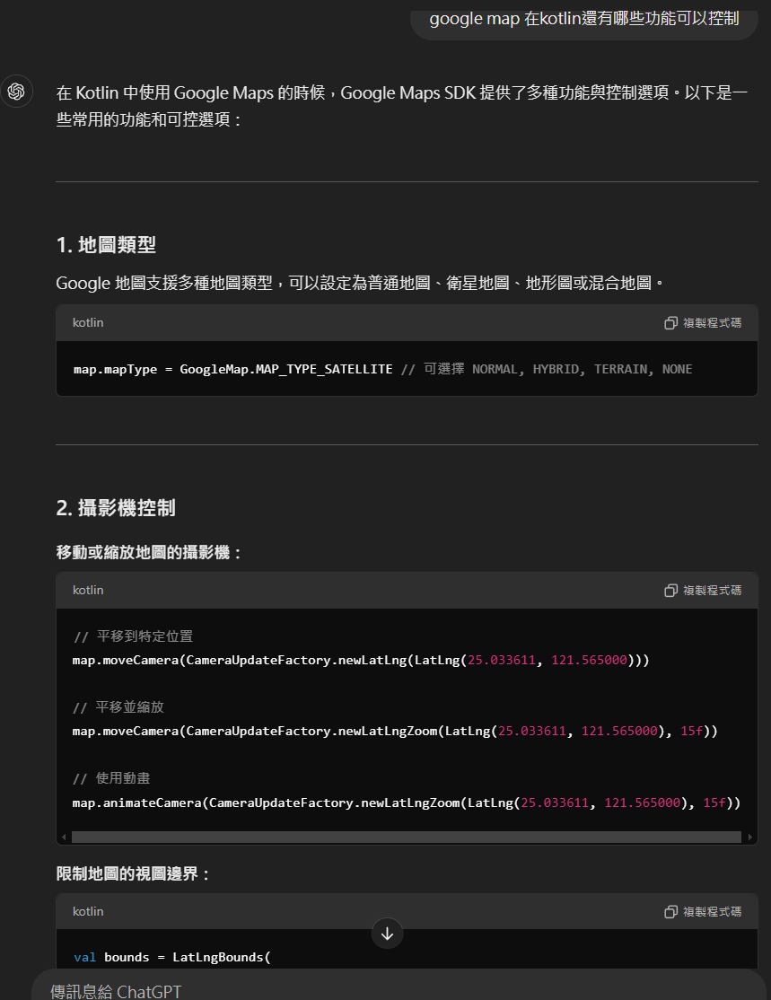 google map 在kotlin還有哪些功能可以控制
在 Kotlin 中使用 Google Maps 的時候，Google Maps SDK 提供了多種功能與控制選項。以下是一
些常用的功能和可控選項：
1. 地圖類型
Google 地圖支援多種地圖類型，可以設定為普通地圖、衛星地圖、地形圖或混合地圖。
kotlin
複製程式碼
map.mapType = GoogleMap.MAP_TYPE_SATELLITE // 可選擇 NORMAL, HYBRID, TERRAIN, NONE
2. 攝影機控制
移動或縮放地圖的攝影機：
kotlin
複製程式碼
// 平移到特定位置
map.moveCamera(CameraUpdateFactory.newLatLng(LatLng(25.033611, 121.565000)))
// 平移並縮放
map.moveCamera(CameraUpdateFactory.newLatLngZoom(LatLng(25.033611, 121.565000), 15f))
// 使用動畫
map.animateCamera(CameraUpdateFactory.newLatLngZoom(LatLng(25.033611, 121.565000), 15f))
限制地圖的視圖邊界：
kotlin
複製程式碼
val bounds = LatLngBounds(
傳訊息給 ChatGPT